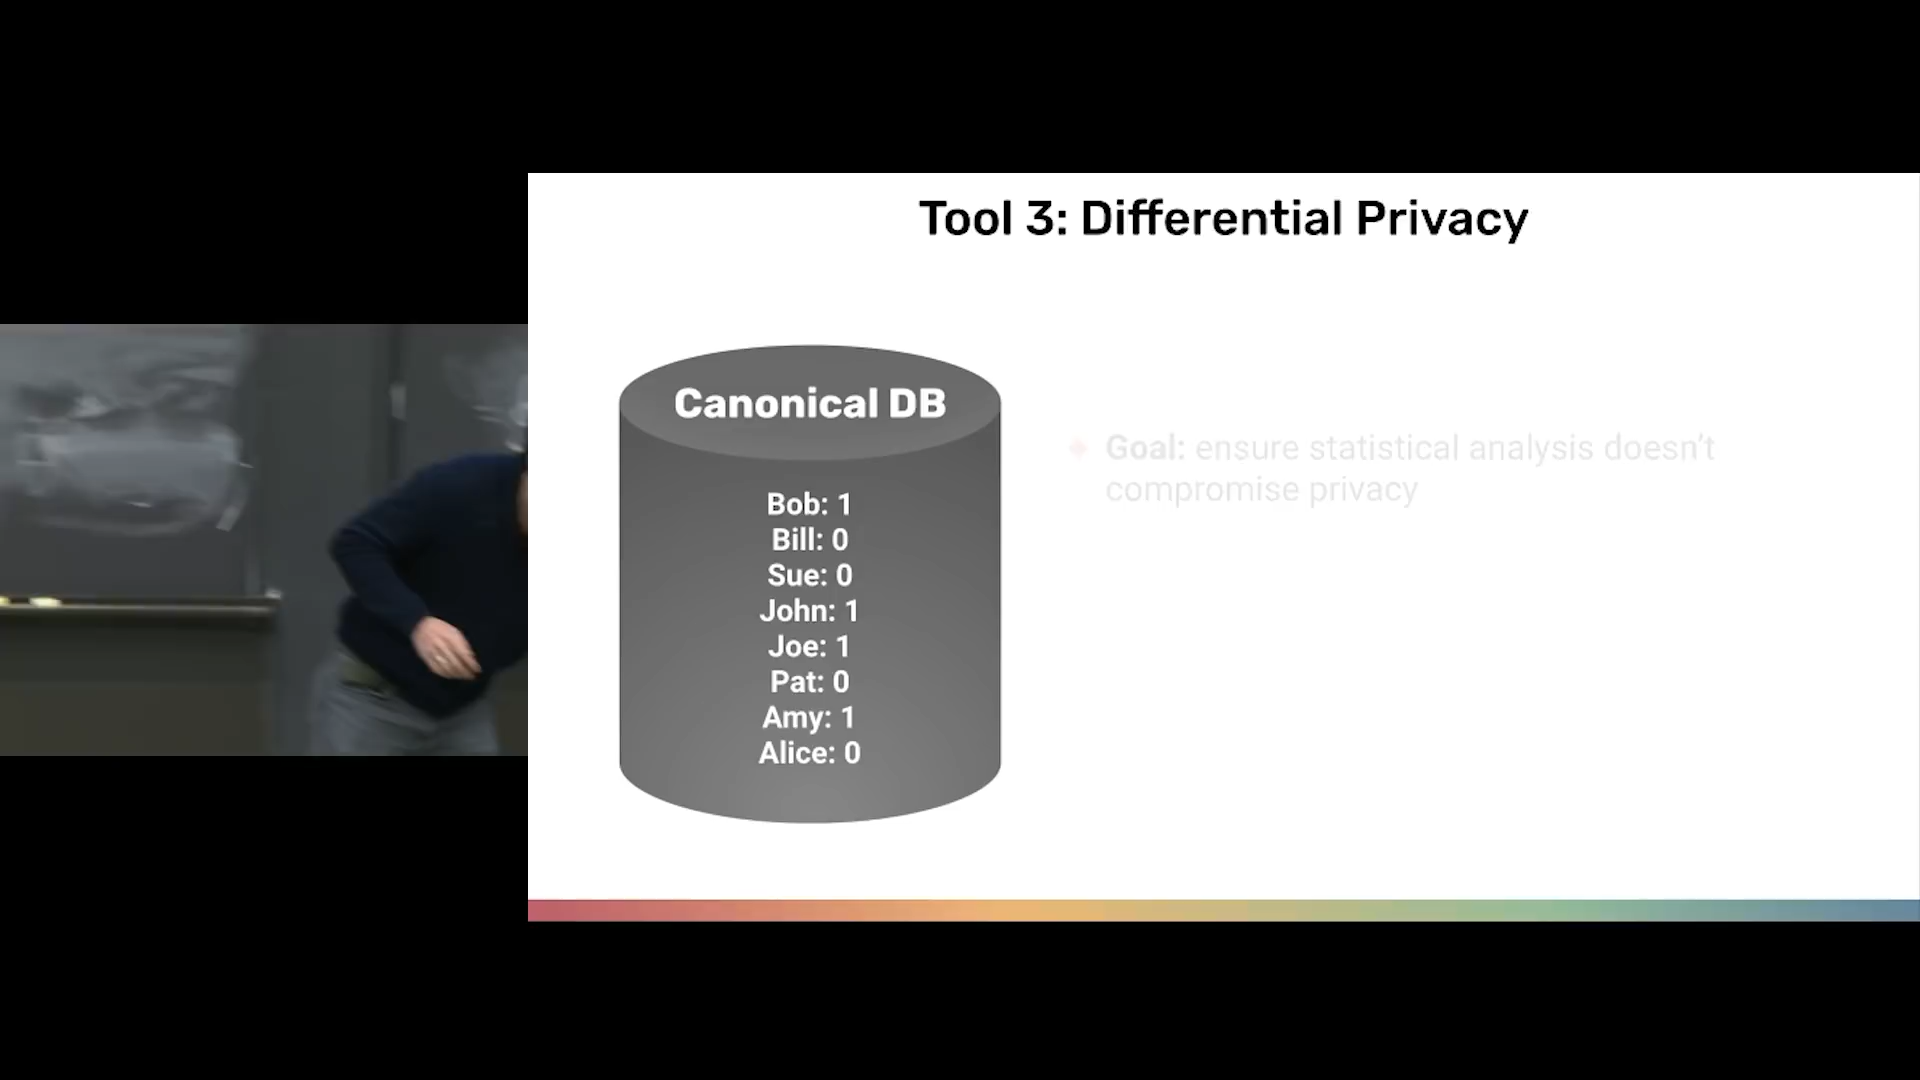 Tool 3: Differential Privacy
Canonical DB
Bob: 1
Bill: 0
Sue: 0
John: 1
Joe: 1
Pat: 0
Amy: 1
Alice: 0
Goal: ensure statistical analysis doesn't
compromise privacy